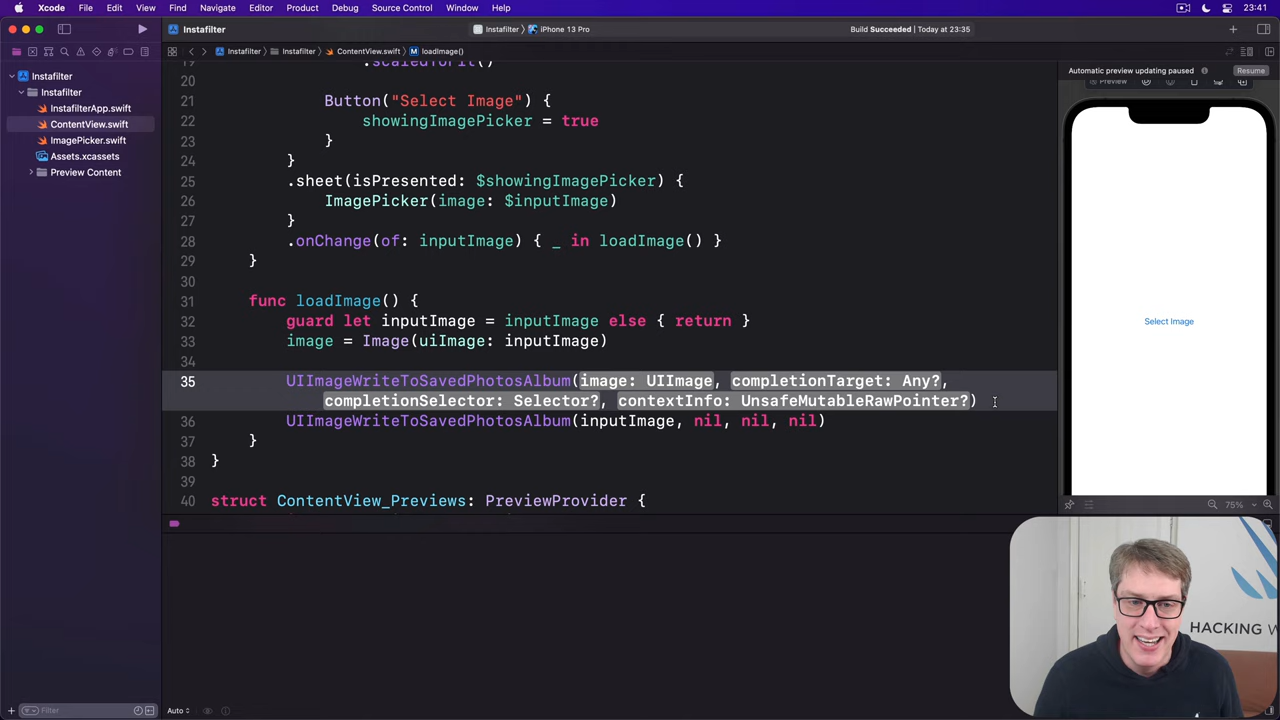 Xcode File Edit View Find Navigate Editor Product Debug Source Control Window Help 23:41
Instafilter
Instafilter
iPhone 13 Pro
Build Succeeded | Today at 23:35
Instafilter
Instafilter
InstafilterApp.swift
ContentView.swift
ImagePicker.swift
Assets.xcassets
Preview Content
Instafilter
Instafilter
ContentView.swift
M loadImage()
Automatic preview updating paused
Resume
Preview
19 .scaledToFit()
20
21 Button("Select Image") {
22 showingImagePicker = true
23 }
24 }
25 .sheet(isPresented: $showingImagePicker) {
26 ImagePicker(image: $inputImage)
27 }
28 .onChange(of: inputImage) { _ in loadImage() }
29 }
30
31 func loadImage() {
32 guard let inputImage = inputImage else { return }
33 image = Image(uiImage: inputImage)
34
35 UIImageWriteToSavedPhotosAlbum(image: UIImage, completionTarget: Any?,
completionSelector: Selector?, contextInfo: UnsafeMutableRawPointer?)
36 UIImageWriteToSavedPhotosAlbum(inputImage, nil, nil, nil)
37 }
38 }
39
40 struct ContentView_Previews: PreviewProvider {
Select Image
75%
HACKING W
Filter
Auto